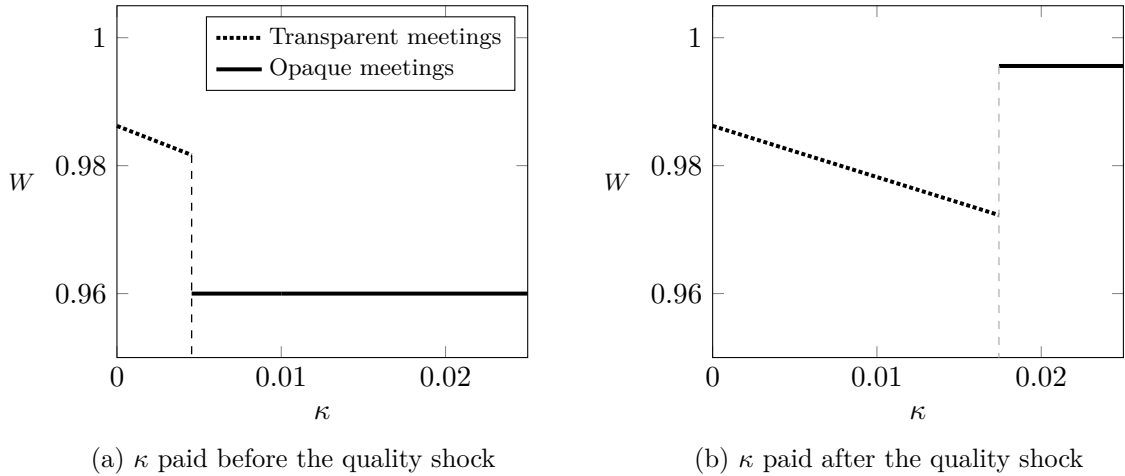 1
0.98
0.96
W
Transparent meetings
Opaque meetings
0
0.01
0.02
κ
(a) κ paid before the quality shock
1
0.98
0.96
W
0
0.01
0.02
κ
(b) κ paid after the quality shock